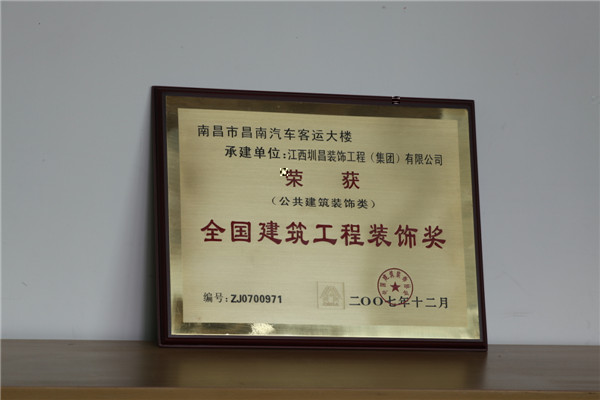 南昌市昌南汽车客运大楼
承建单位:江西圳昌装饰工程（集团）有限公司
荣 获
（公共建筑装饰类）
全国建筑工程装饰奖
编号:ZJ0700971
二〇〇七年十二月